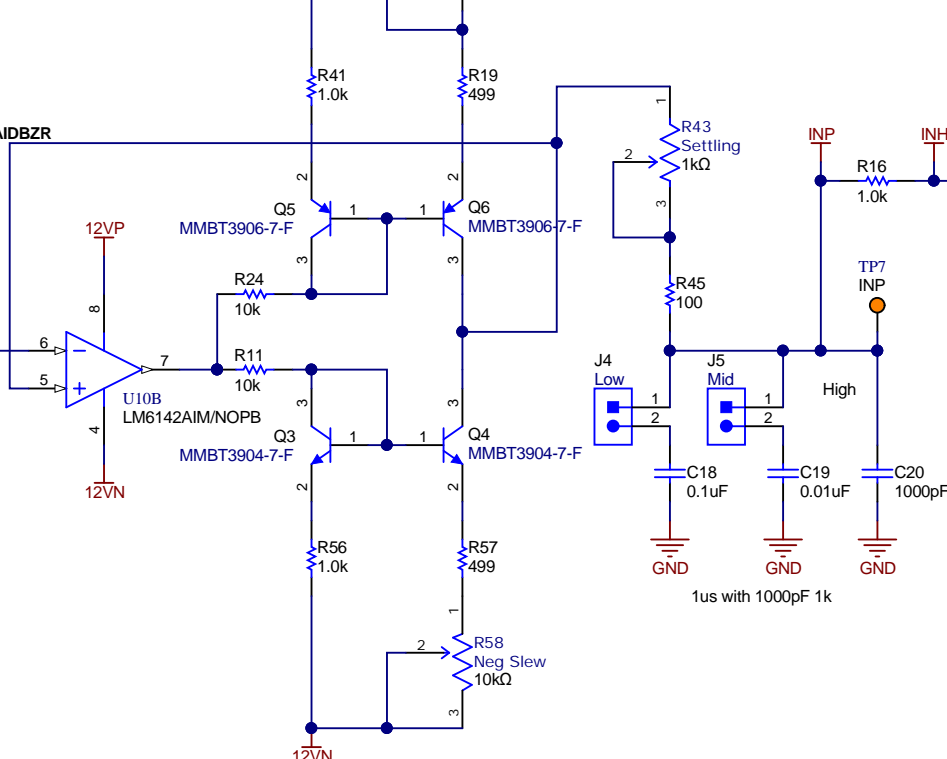 R41
1.0k
R19
499
AIDBZR
1
R43
Settling
1kΩ
2
3
INP
INH
R16
1.0k
2
2
Q5
1
1
Q6
MMBT3906-7-F
MMBT3906-7-F
3
3
12VP
8
R24
10k
R45
100
TP7
INP
6
5
7
U10B
LM6142AIM/NOPB
4
12VN
R11
10k
J4
Low
1
2
J5
Mid
1
2
High
3
3
Q3
1
1
Q4
MMBT3904-7-F
MMBT3904-7-F
2
2
C18
0.1uF
C19
0.01uF
C20
1000pF
GND
GND
GND
R56
1.0k
R57
499
1us with 1000pF 1k
1
2
R58
Neg Slew
10kΩ
3
12VN